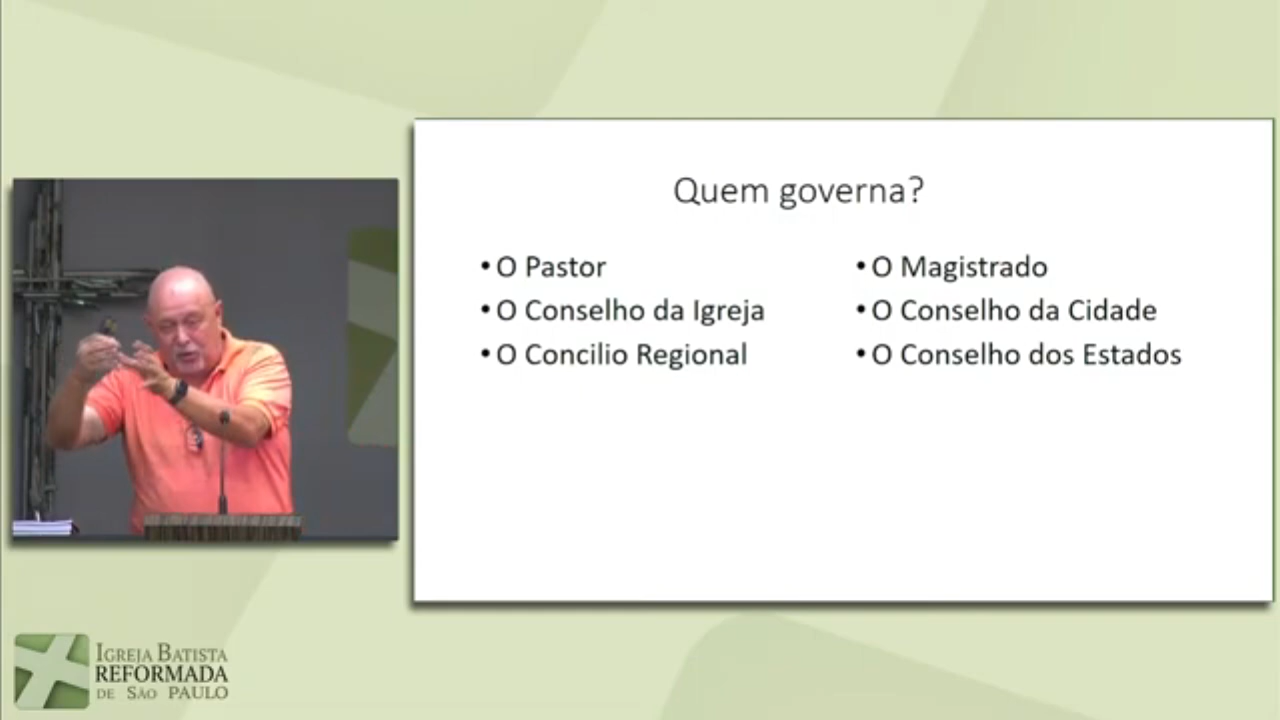 Quem governa?
• O Pastor
• O Conselho da Igreja
• O Concilio Regional
• O Magistrado
• O Conselho da Cidade
• O Conselho dos Estados
IGREJA BATISTA
REFORMADA
DE SÃO PAULO